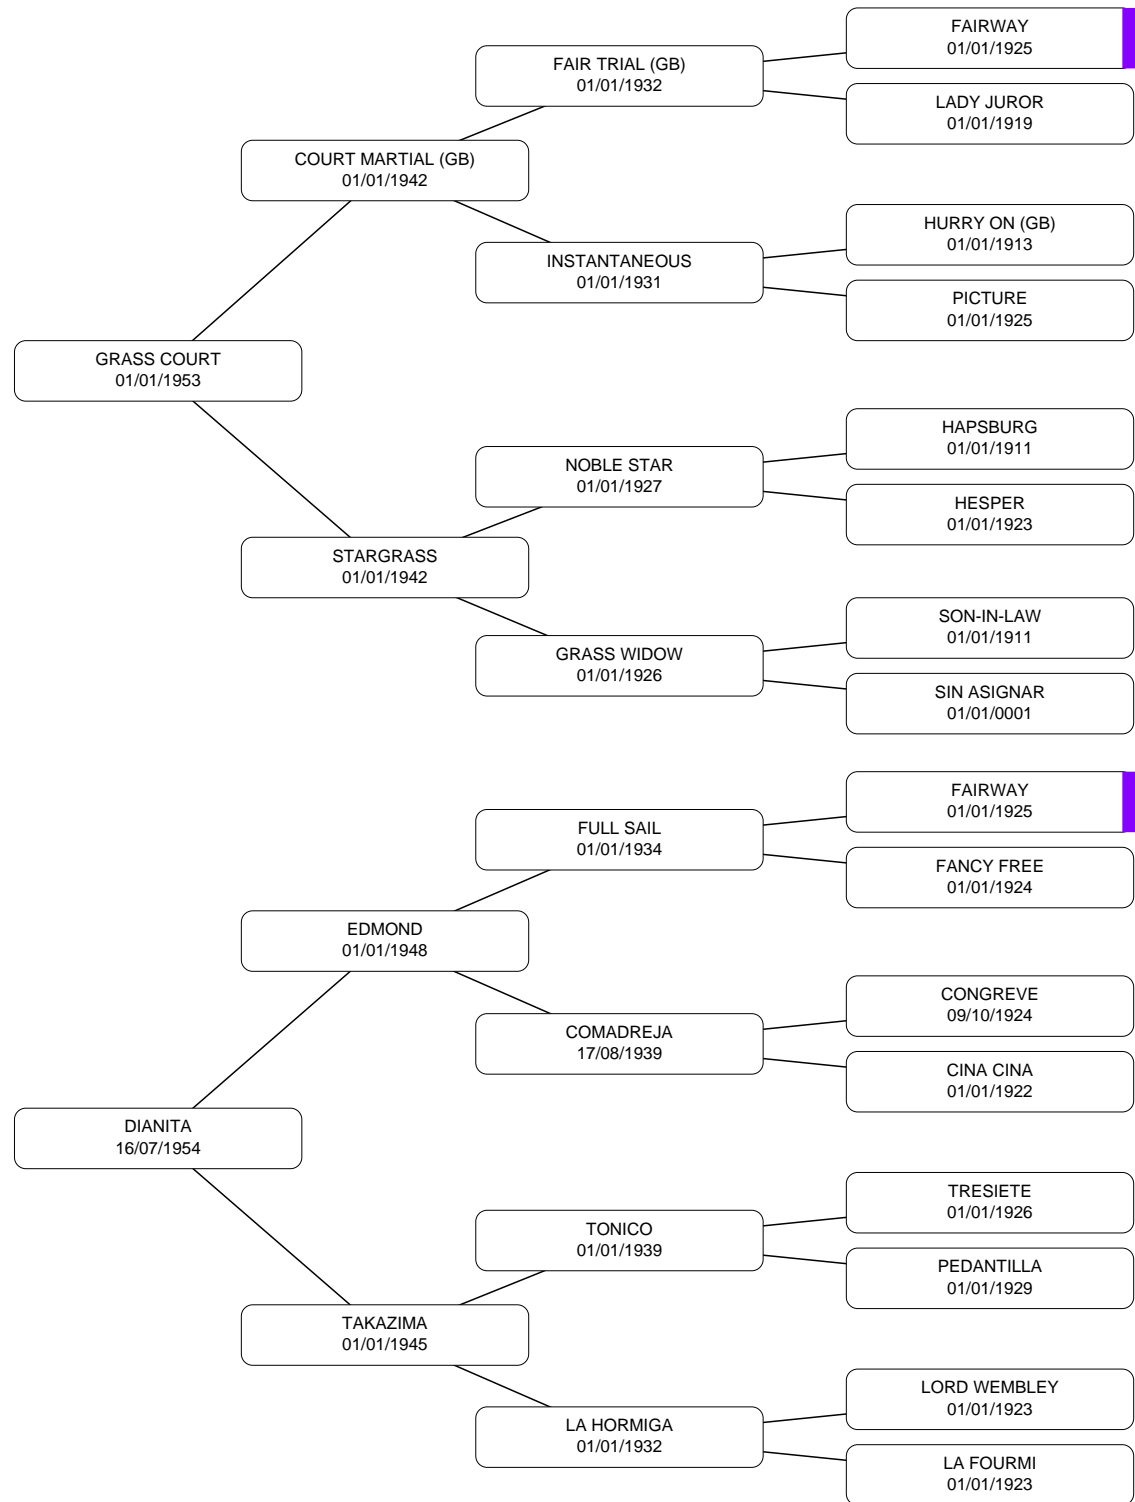 FAIRWAY
01/01/1925
FAIR TRIAL (GB)
01/01/1932
LADY JUROR
01/01/1919
COURT MARTIAL (GB)
01/01/1942
HURRY ON (GB)
01/01/1913
INSTANTANEOUS
01/01/1931
PICTURE
01/01/1925
GRASS COURT
01/01/1953
HAPSBURG
01/01/1911
NOBLE STAR
01/01/1927
HESPER
01/01/1923
STARGRASS
01/01/1942
SON-IN-LAW
01/01/1911
GRASS WIDOW
01/01/1926
SIN ASIGNAR
01/01/0001
FAIRWAY
01/01/1925
FULL SAIL
01/01/1934
FANCY FREE
01/01/1924
EDMOND
01/01/1948
CONGREVE
09/10/1924
COMADREJA
17/08/1939
CINA CINA
01/01/1922
DIANITA
16/07/1954
TRESIETE
01/01/1926
TONICO
01/01/1939
PEDANTILLA
01/01/1929
TAKAZIMA
01/01/1945
LORD WEMBLEY
01/01/1923
LA HORMIGA
01/01/1932
LA FOURMI
01/01/1923